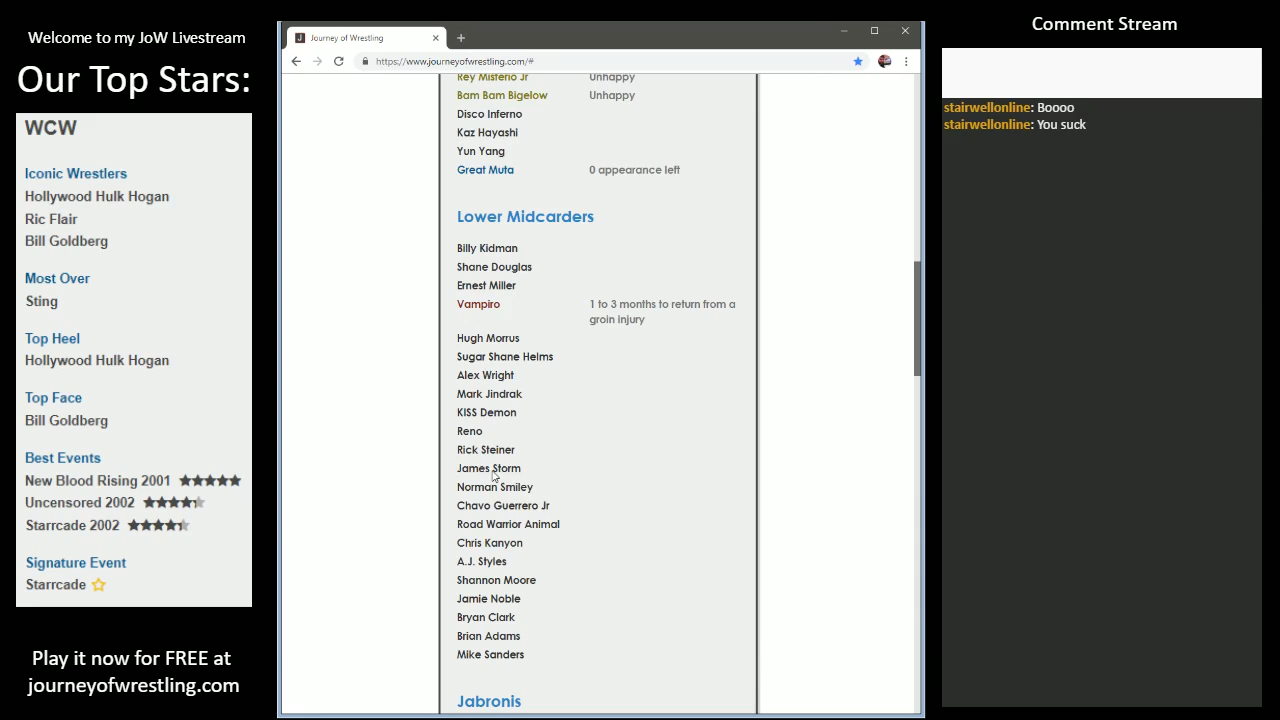 Welcome to my JoW Livestream
Our Top Stars:
WCW
Iconic Wrestlers
Hollywood Hulk Hogan
Ric Flair
Bill Goldberg
Most Over
Sting
Top Heel
Hollywood Hulk Hogan
Top Face
Bill Goldberg
Best Events
New Blood Rising 2001
Uncensored 2002
Starrcade 2002
Signature Event
Starrcade
Play it now for FREE at
journeyofwrestling.com
Journey of Wrestling
https://www.journeyofwrestling.com/#
Rey Misterio Jr Unhappy
Bam Bam Bigelow Unhappy
Disco Inferno
Kaz Hayashi
Yun Yang
Great Muta 0 appearance left
Lower Midcarders
Billy Kidman
Shane Douglas
Ernest Miller
Vampiro 1 to 3 months to return from a
groin injury
Hugh Morrus
Sugar Shane Helms
Alex Wright
Mark Jindrak
KISS Demon
Reno
Rick Steiner
James Storm
Norman Smiley
Chavo Guerrero Jr
Road Warrior Animal
Chris Kanyon
A.J. Styles
Shannon Moore
Jamie Noble
Bryan Clark
Brian Adams
Mike Sanders
Jabronis
Comment Stream
stairwellonline: Boooo
stairwellonline: You suck